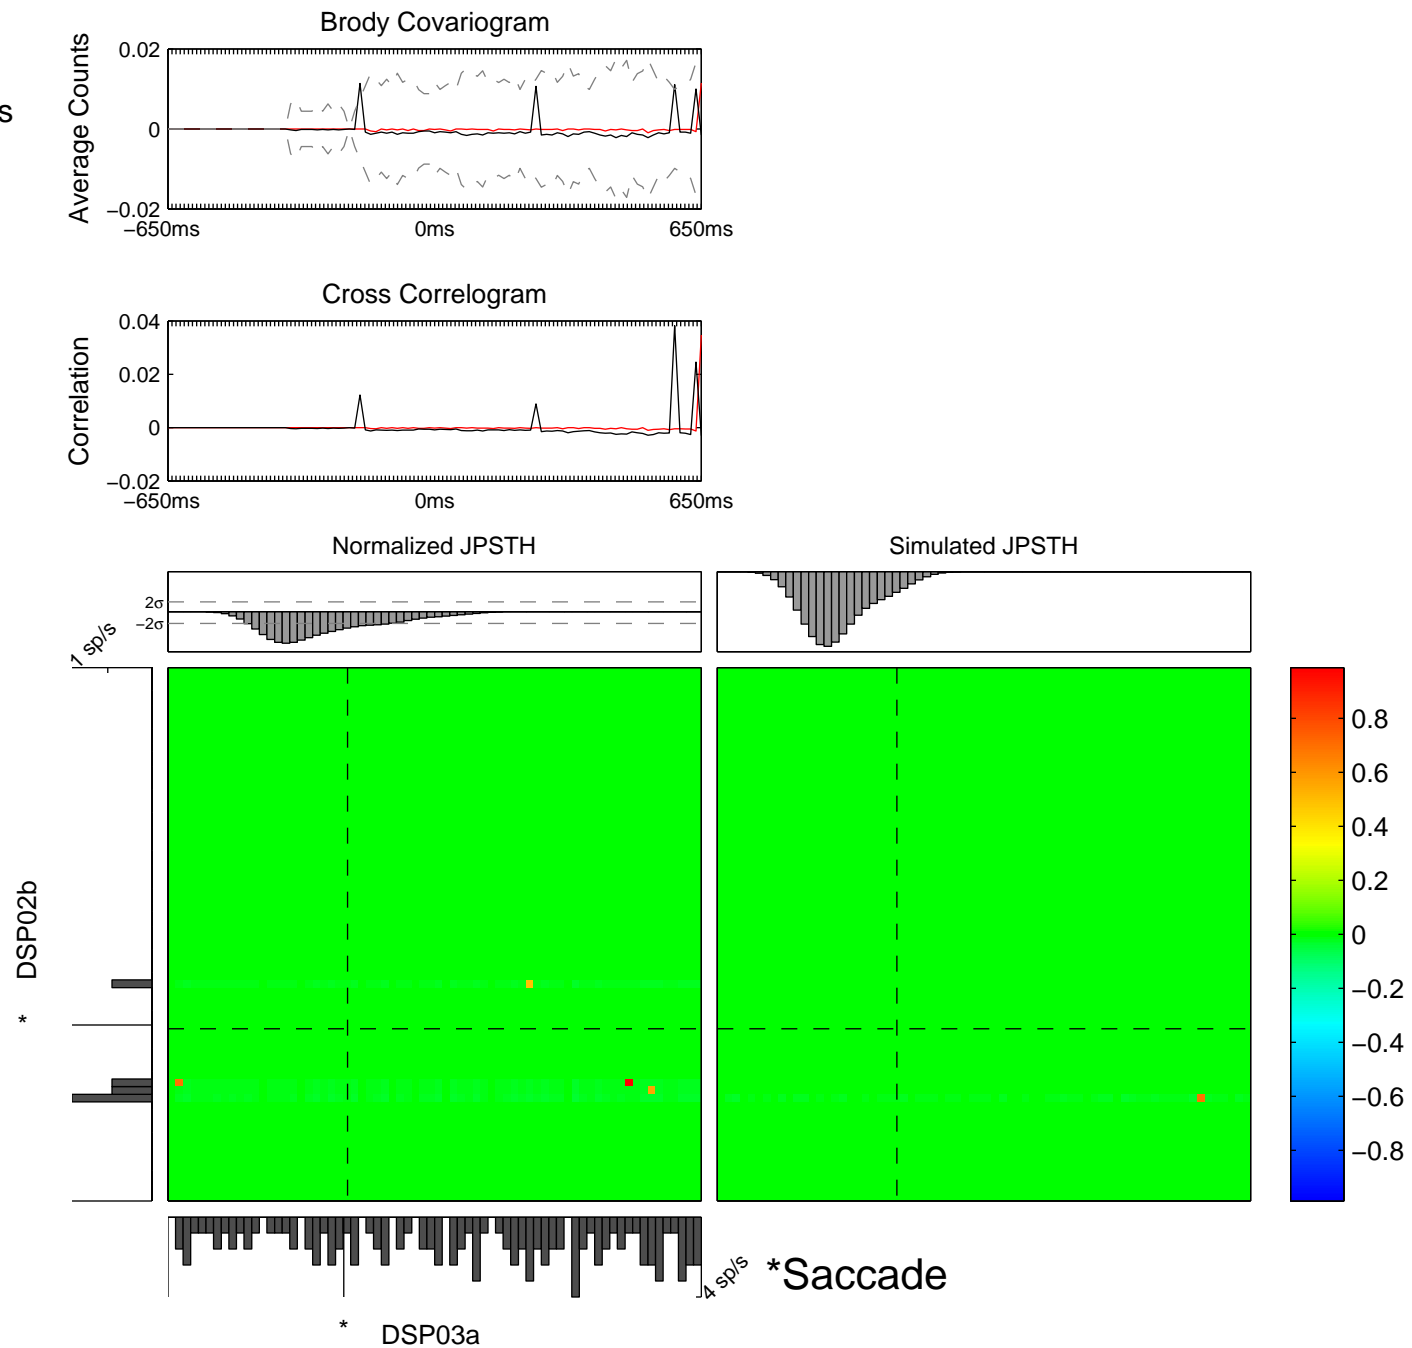 Brody Covariogram
s
Average Counts
0.02
0
−0.02
−650ms 0ms 650ms
Cross Correlogram
Correlation
0.04
0.02
0
−0.02
−650ms 0ms 650ms
Normalized JPSTH
Simulated JPSTH
2σ
−2σ
1 sp/s
DSP02b
*
0.8
0.6
0.4
0.2
0
−0.2
−0.4
−0.6
−0.8
4 sp/s
*Saccade
*
DSP03a